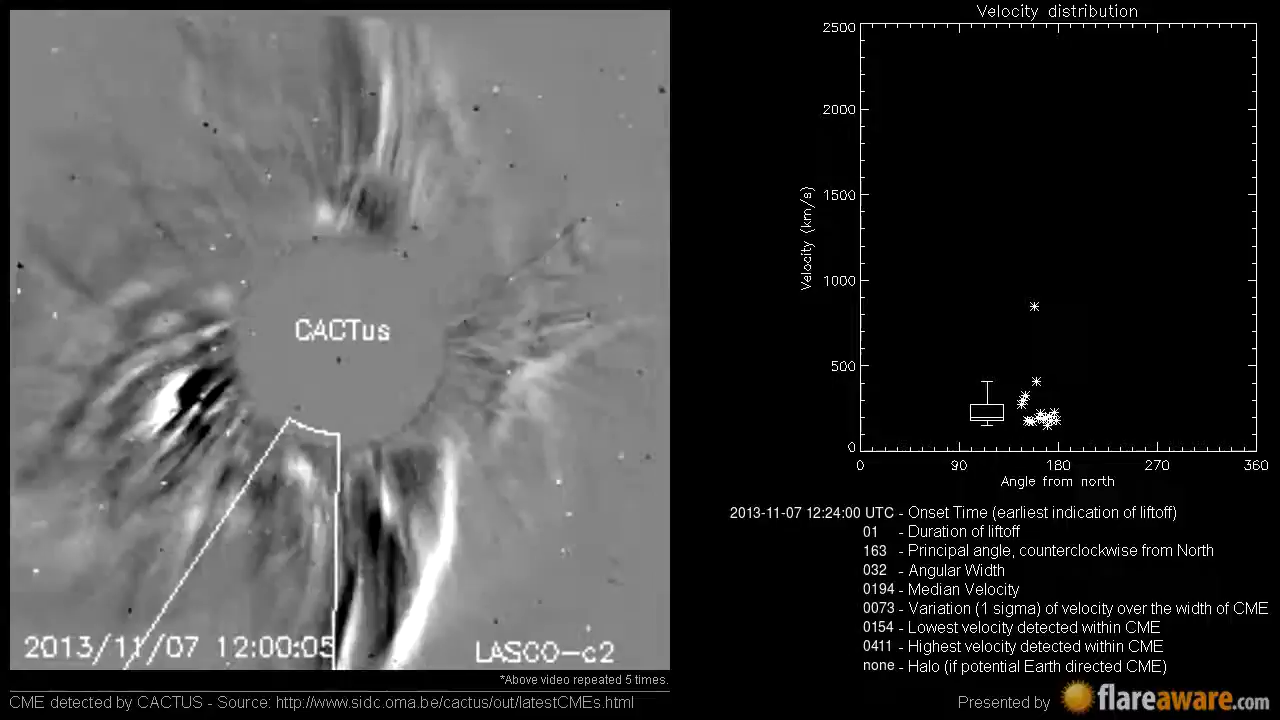 CACTus
2013/11/07 12:00:05
LASCO-c2
*Above video repeated 5 times.
CME detected by CACTUS - Source: http://www.sidc.oma.be/cactus/out/latestCMEs.html
Velocity distribution
Velocity (km/s)
2500
2000
1500
1000
500
0
0 90 180 270 360
Angle from north
2013-11-07 12:24:00 UTC - Onset Time (earliest indication of liftoff)
01 - Duration of liftoff
163 - Principal angle, counterclockwise from North
032 - Angular Width
0194 - Median Velocity
0073 - Variation (1 sigma) of velocity over the width of CME
0154 - Lowest velocity detected within CME
0411 - Highest velocity detected within CME
none - Halo (if potential Earth directed CME)
Presented by flareaware.com